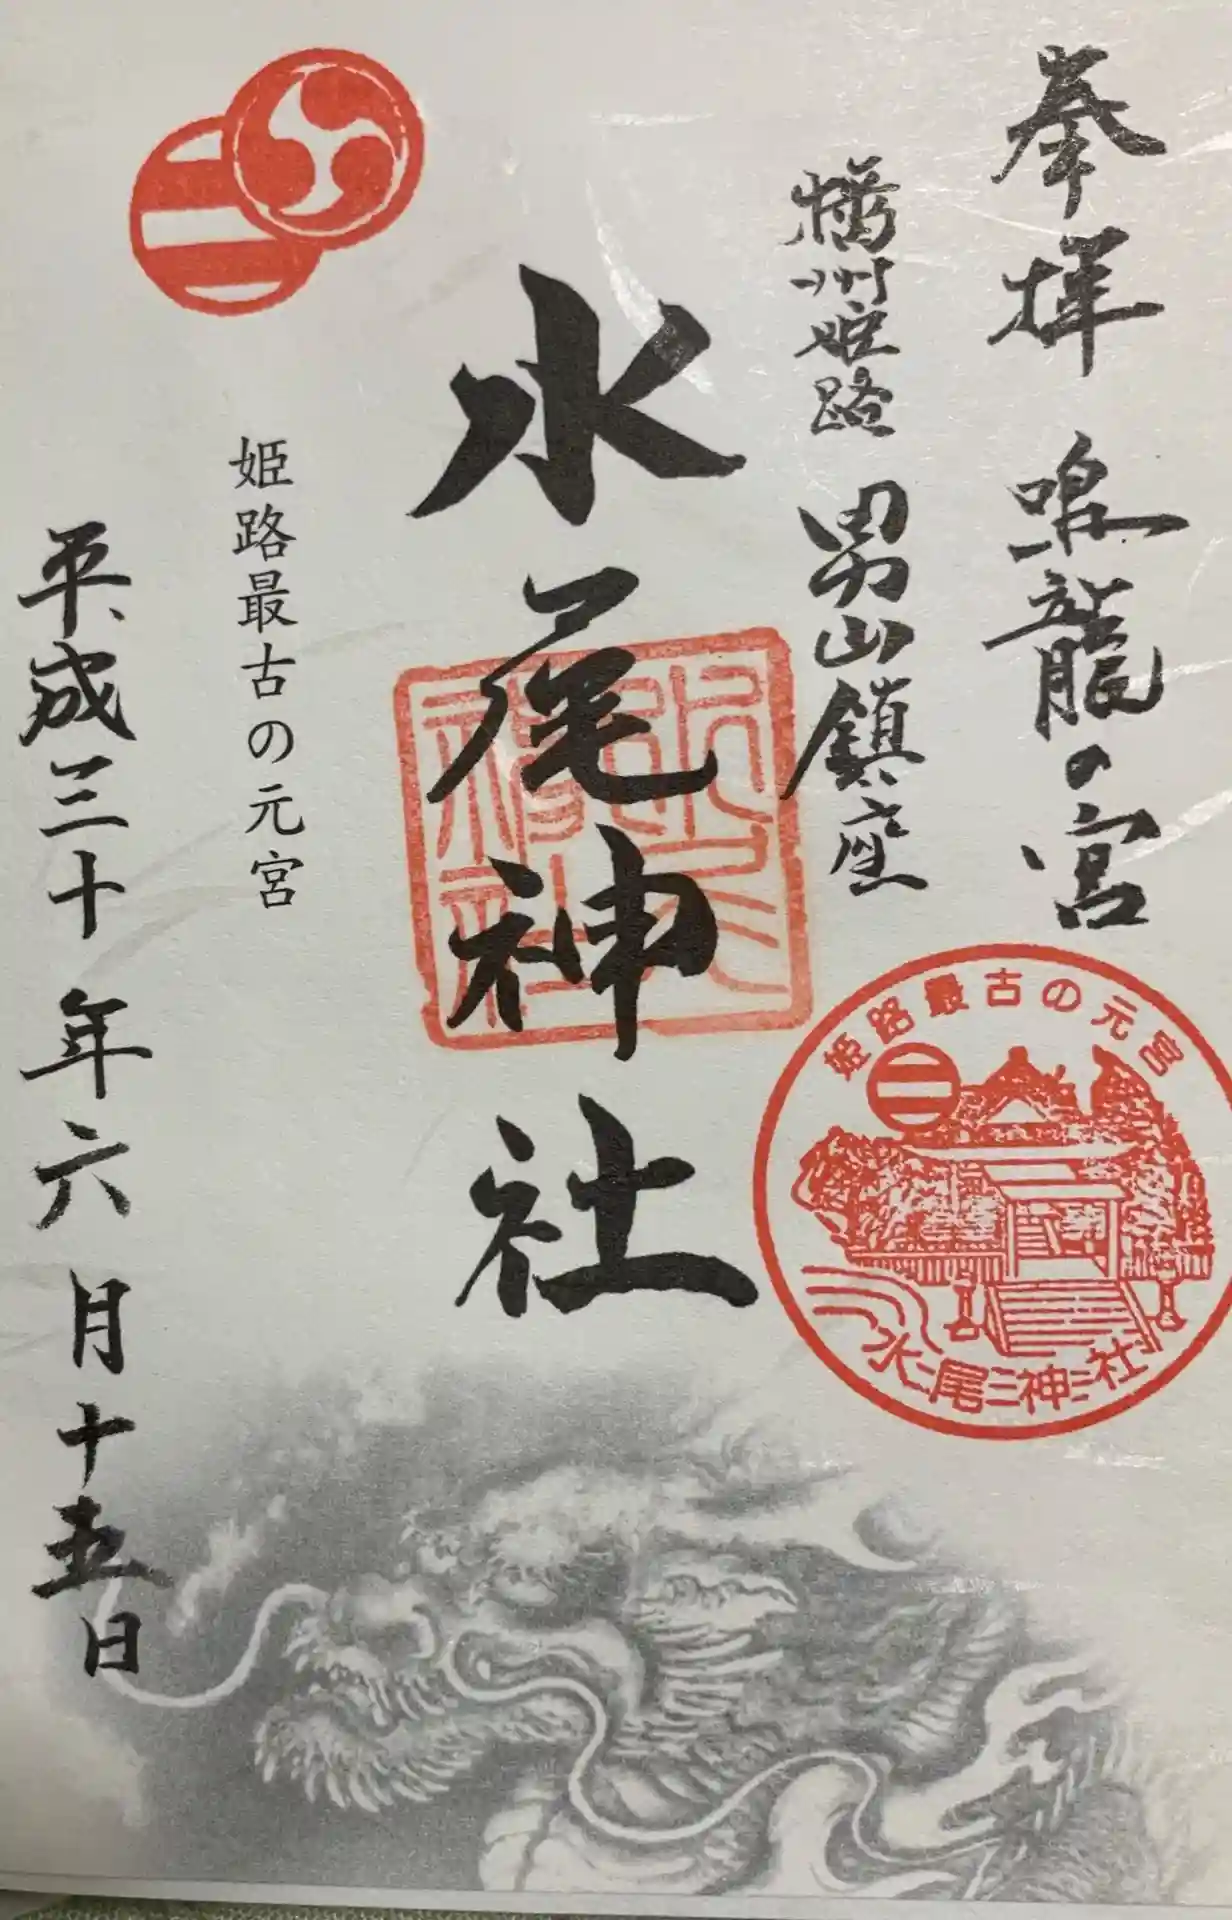 奉拝 鳴龍の宮
播州姫路 男山鎮座
水尾神社
姫路最古の元宮
平成三十年六月十五日
姫路最古の元宮
水尾神社